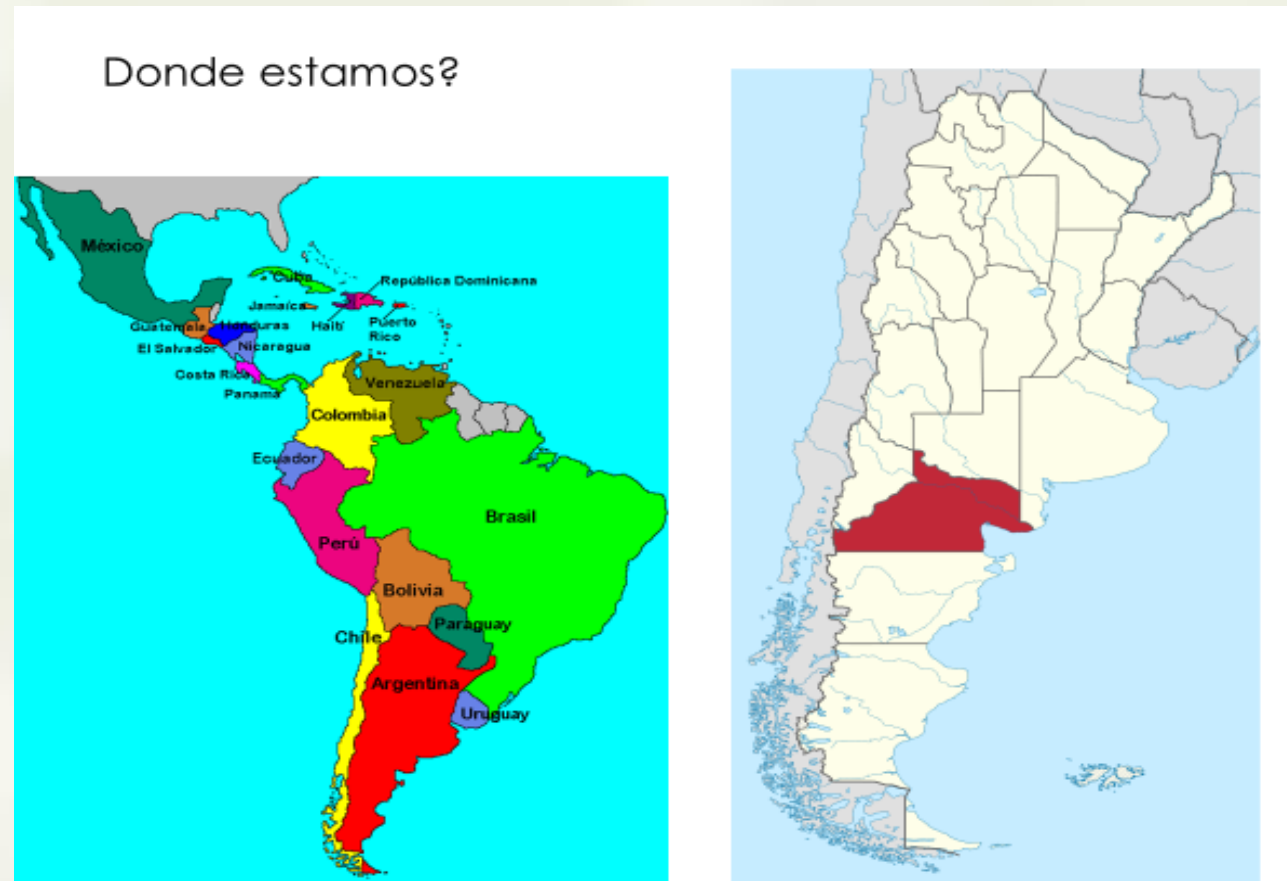 Donde estamos?
México
Cuba
República Dominicana
Jamaica
Haití
Puerto
Rico
Guatemala
Honduras
El Salvador
Nicaragua
Costa Rica
Panamá
Venezuela
Colombia
Ecuador
Brasil
Perú
Bolivia
Paraguay
Chile
Argentina
Uruguay